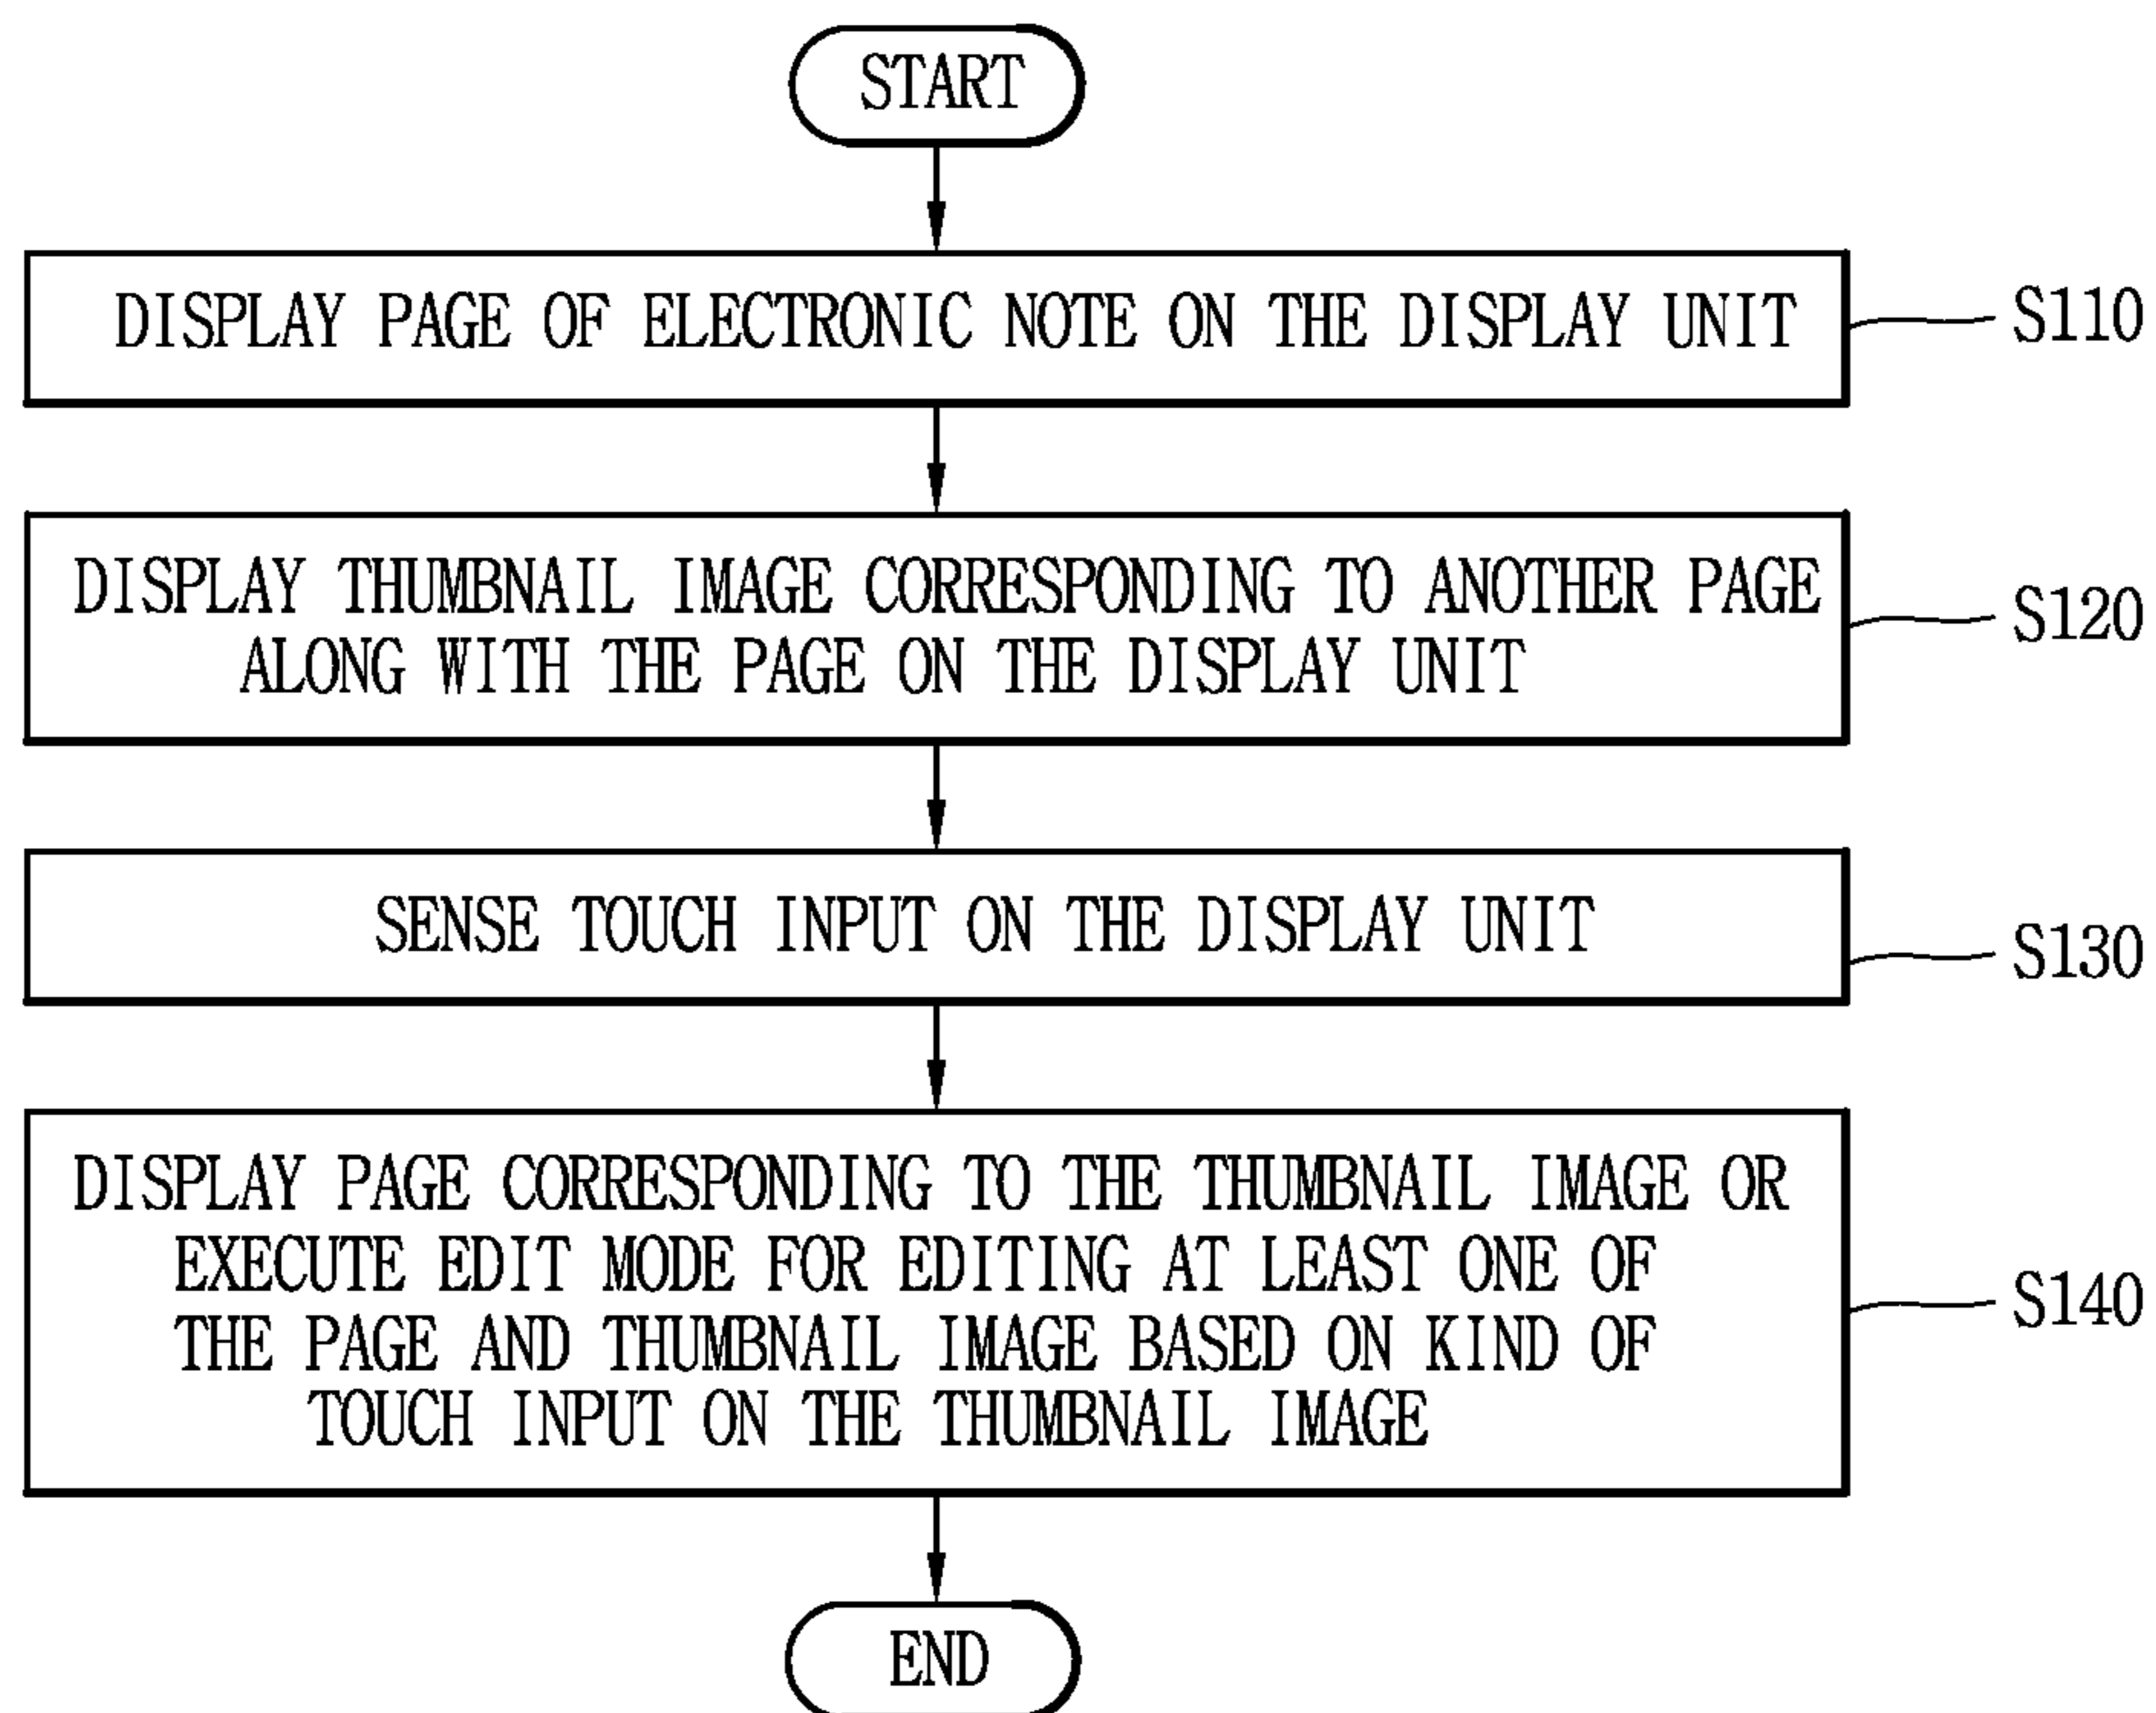 START
DISPLAY PAGE OF ELECTRONIC NOTE ON THE DISPLAY UNIT
S110
DISPLAY THUMBNAIL IMAGE CORRESPONDING TO ANOTHER PAGE
ALONG WITH THE PAGE ON THE DISPLAY UNIT
S120
SENSE TOUCH INPUT ON THE DISPLAY UNIT
S130
DISPLAY PAGE CORRESPONDING TO THE THUMBNAIL IMAGE OR
EXECUTE EDIT MODE FOR EDITING AT LEAST ONE OF
THE PAGE AND THUMBNAIL IMAGE BASED ON KIND OF
TOUCH INPUT ON THE THUMBNAIL IMAGE
S140
END